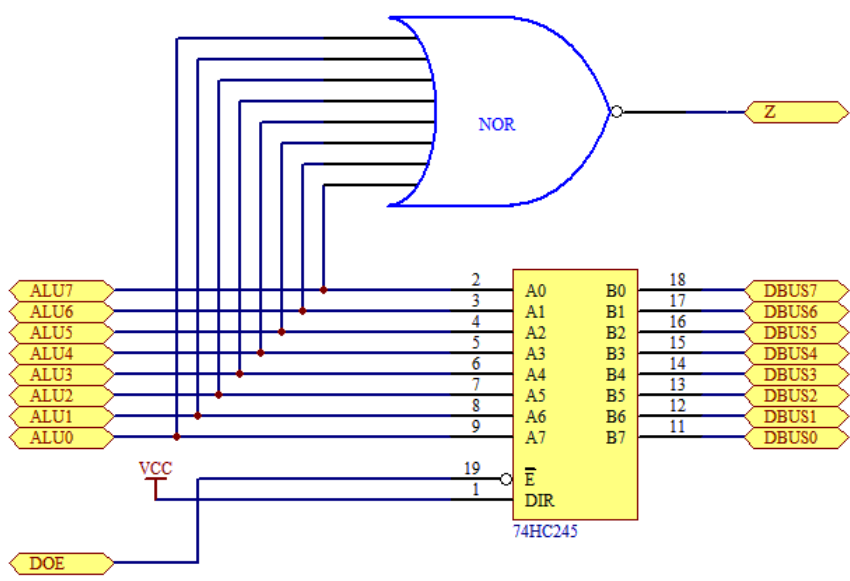 NOR
Z
ALU7 2 A0 B0 18 DBUS7
ALU6 3 A1 B1 17 DBUS6
ALU5 4 A2 B2 16 DBUS5
ALU4 5 A3 B3 15 DBUS4
ALU3 6 A4 B4 14 DBUS3
ALU2 7 A5 B5 13 DBUS2
ALU1 8 A6 B6 12 DBUS1
ALU0 9 A7 B7 11 DBUS0
VCC 19 E̅
1 DIR
74HC245
DOE